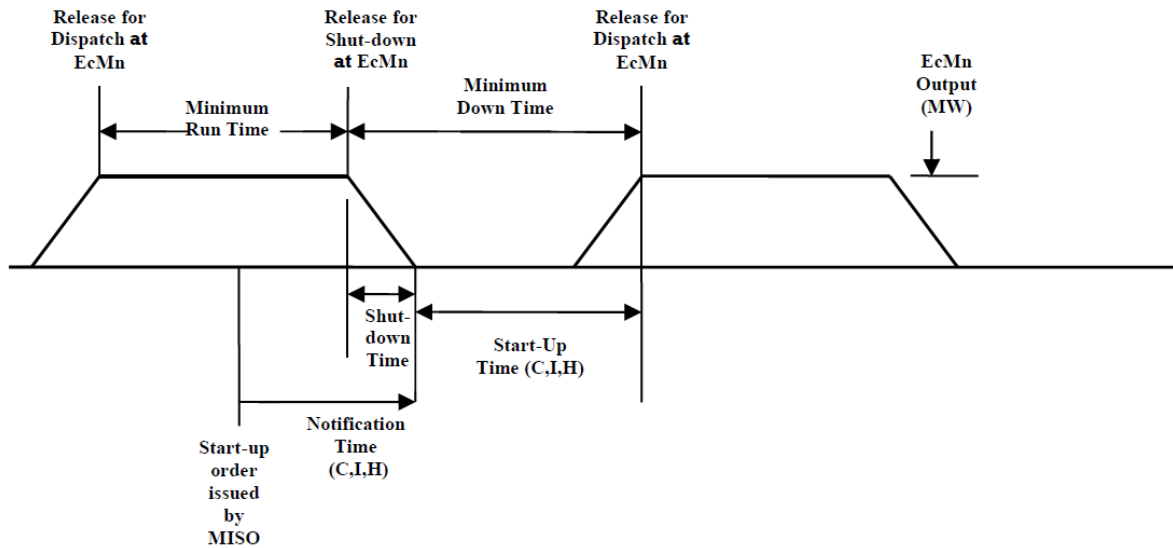 Release for
Dispatch at
EcMn
Release for
Shut-down
at EcMn
Release for
Dispatch at
EcMn
EcMn
Output
(MW)
Minimum
Run Time
Minimum
Down Time
Shut-
down
Time
Start-Up
Time (C,I,H)
Notification
Time
(C,I,H)
Start-up
order
issued
by
MISO